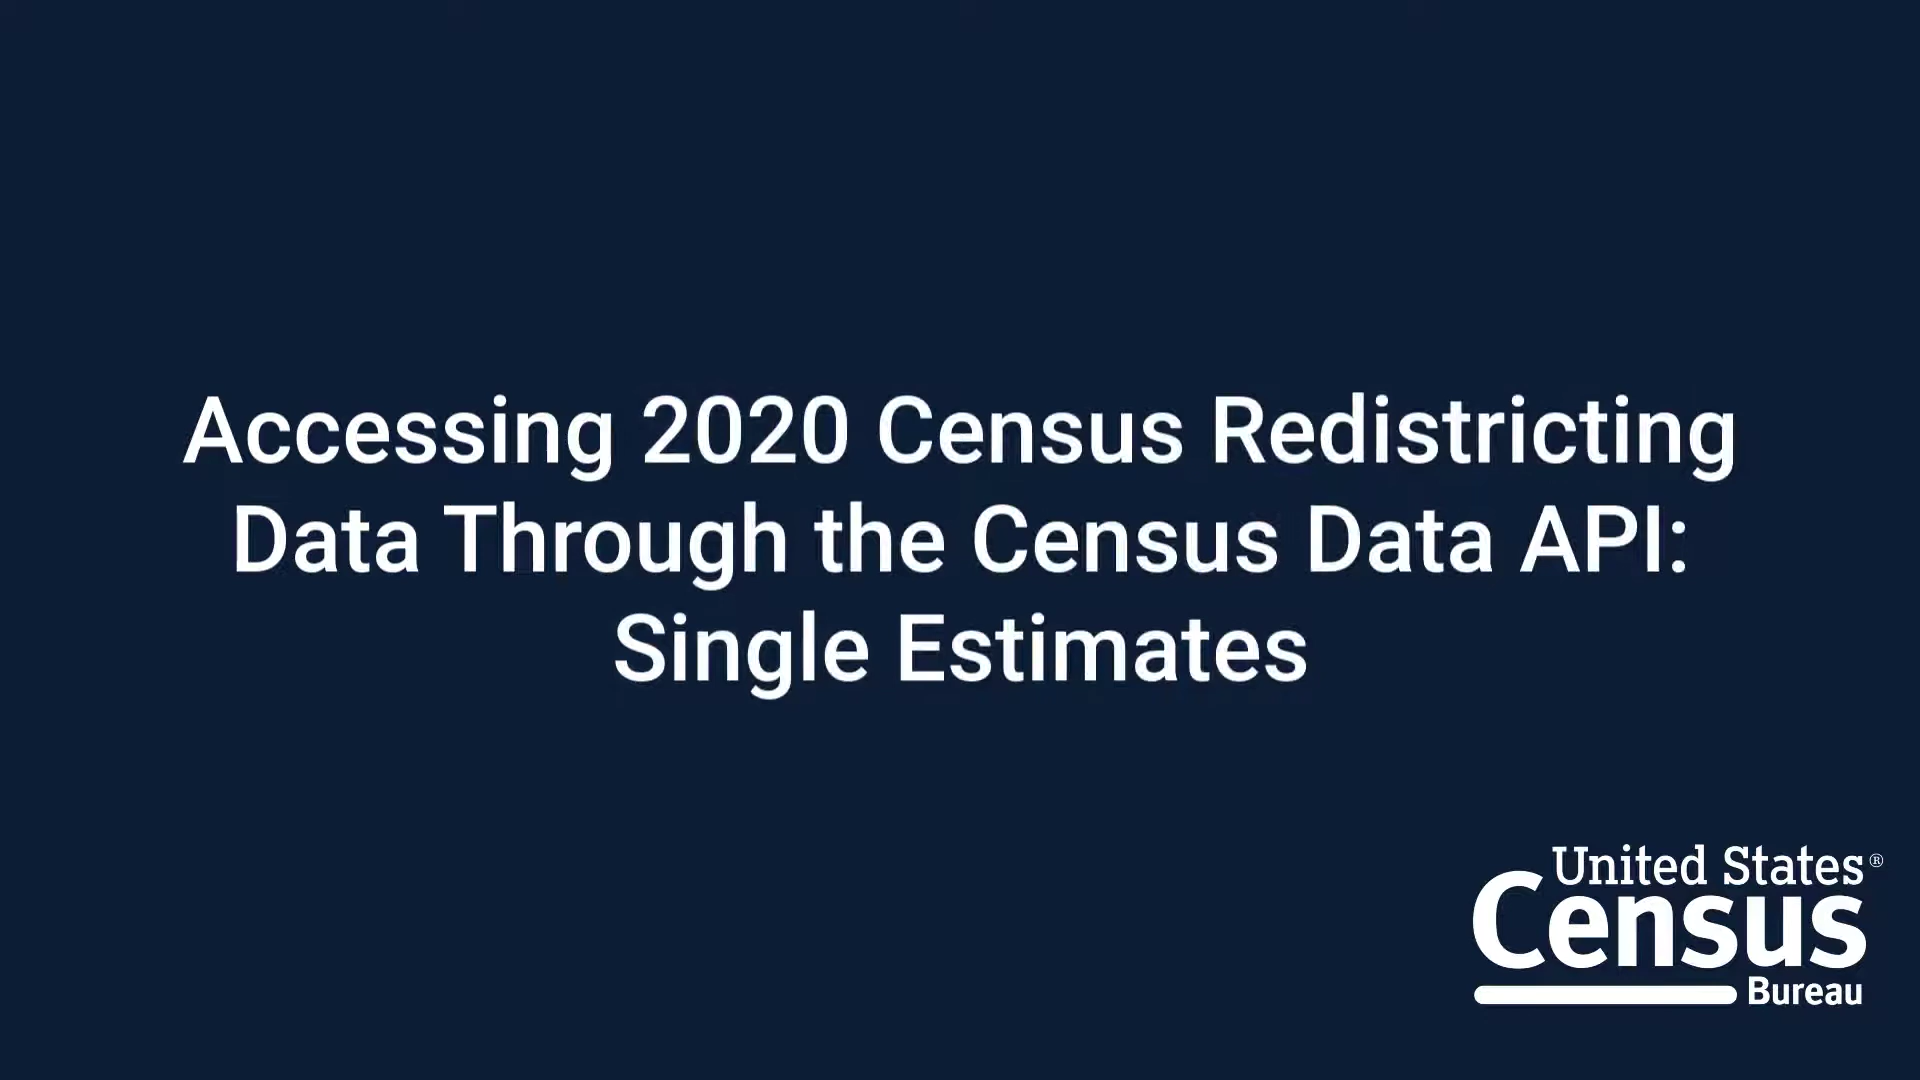 Accessing 2020 Census Redistricting
Data Through the Census Data API:
Single Estimates
United States®
Census
Bureau